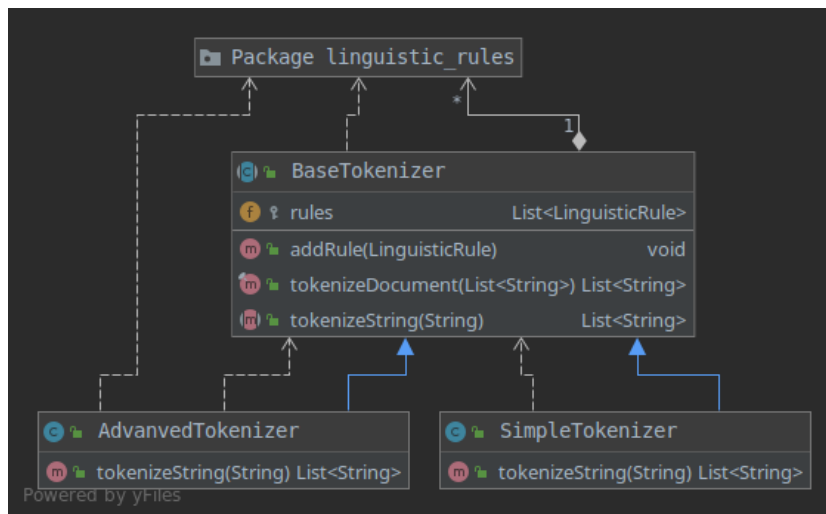 Package linguistic_rules
*
1
BaseTokenizer
rules List<LinguisticRule>
addRule(LinguisticRule) void
tokenizeDocument(List<String>) List<String>
tokenizeString(String) List<String>
AdvanvedTokenizer
tokenizeString(String) List<String>
SimpleTokenizer
tokenizeString(String) List<String>
Powered by yFiles